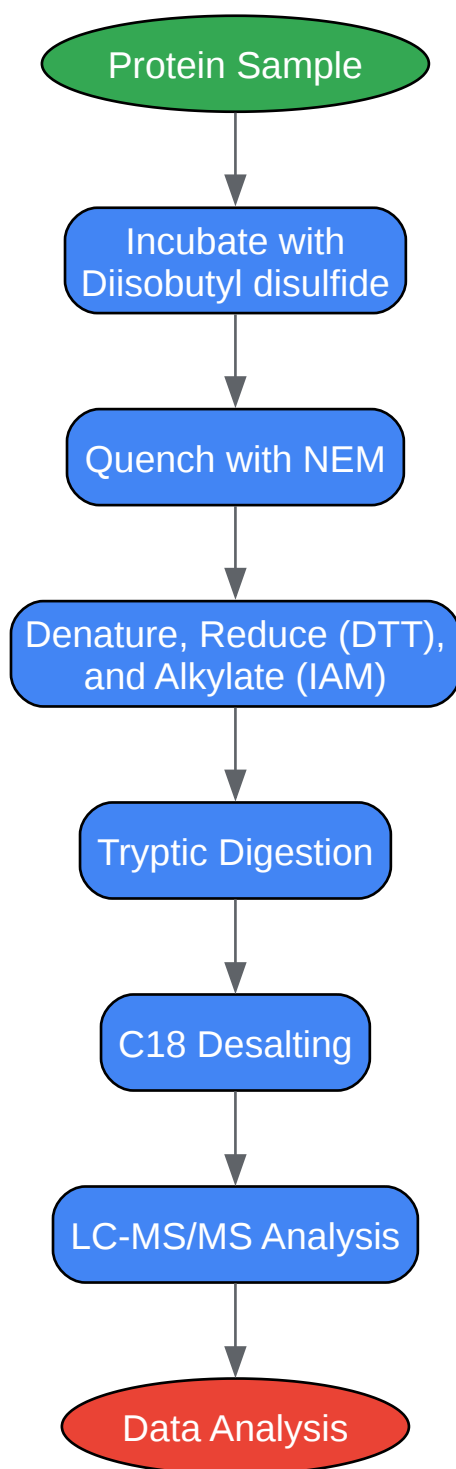 Protein Sample
Incubate with
Diisobutyl disulfide
Quench with NEM
Denature, Reduce (DTT),
and Alkylate (IAM)
Tryptic Digestion
C18 Desalting
LC-MS/MS Analysis
Data Analysis